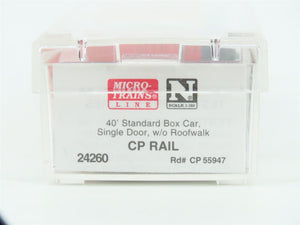 MICRO-
TRAINS®
LINE
N
SCALE 1:160
40' Standard Box Car,
Single Door, w/o Roofwalk
CP RAIL
24260 Rd# CP 55947